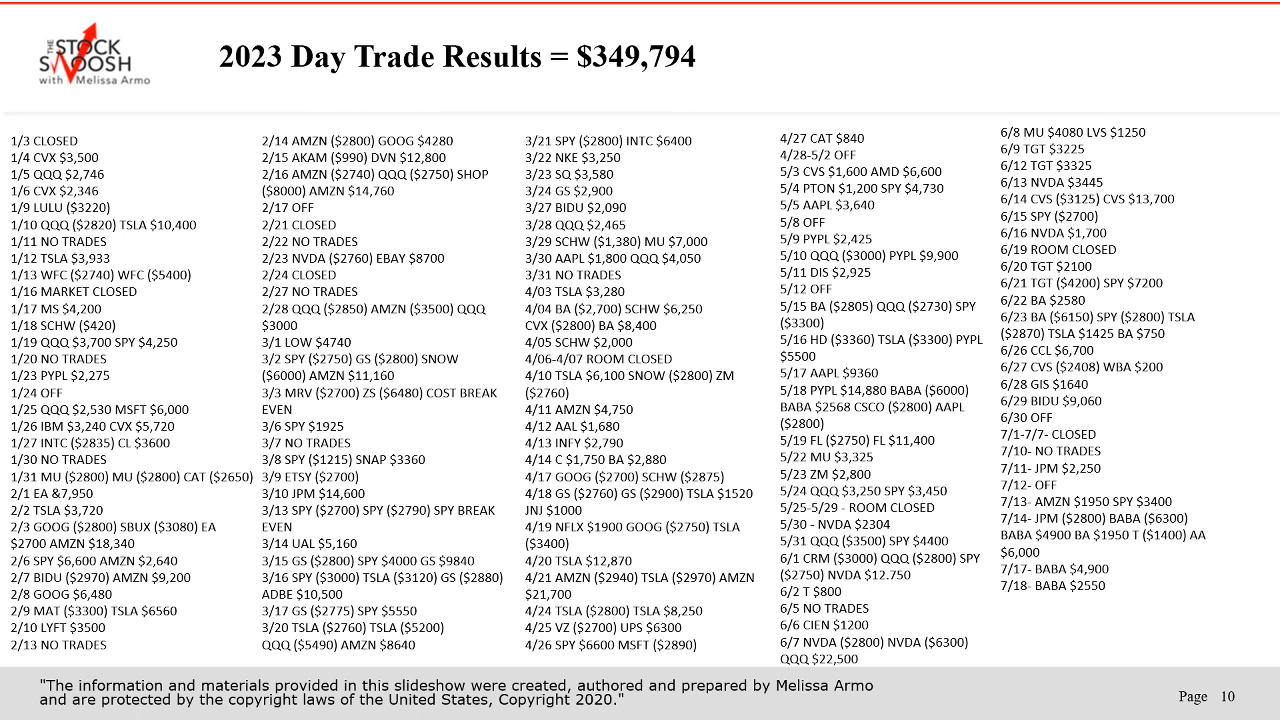 THE
STOCK
SWOOSH
with Melissa Armo
2023 Day Trade Results = $349,794
1/3 CLOSED
1/4 CVX $3,500
1/5 QQQ $2,746
1/6 CVX $2,346
1/9 LULU ($3220)
1/10 QQQ ($2820) TSLA $10,400
1/11 NO TRADES
1/12 TSLA $3,933
1/13 WFC ($2740) WFC ($5400)
1/16 MARKET CLOSED
1/17 MS $4,200
1/18 SCHW ($420)
1/19 QQQ $3,700 SPY $4,250
1/20 NO TRADES
1/23 PYPL $2,275
1/24 OFF
1/25 QQQ $2,530 MSFT $6,000
1/26 IBM $3,240 CVX $5,720
1/27 INTC ($2835) CL $3600
1/30 NO TRADES
1/31 MU ($2800) MU ($2800) CAT ($2650)
2/1 EA &7,950
2/2 TSLA $3,720
2/3 GOOG ($2800) SBUX ($3080) EA
$2700 AMZN $18,340
2/6 SPY $6,600 AMZN $2,640
2/7 BIDU ($2970) AMZN $9,200
2/8 GOOG $6,480
2/9 MAT ($3300) TSLA $6560
2/10 LYFT $3500
2/13 NO TRADES
2/14 AMZN ($2800) GOOG $4280
2/15 AKAM ($990) DVN $12,800
2/16 AMZN ($2740) QQQ ($2750) SHOP
($8000) AMZN $14,760
2/17 OFF
2/21 CLOSED
2/22 NO TRADES
2/23 NVDA ($2760) EBAY $8700
2/24 CLOSED
2/27 NO TRADES
2/28 QQQ ($2850) AMZN ($3500) QQQ
$3000
3/1 LOW $4740
3/2 SPY ($2750) GS ($2800) SNOW
($6000) AMZN $11,160
3/3 MRV ($2700) ZS ($6480) COST BREAK
EVEN
3/6 SPY $1925
3/7 NO TRADES
3/8 SPY ($1215) SNAP $3360
3/9 ETSY ($2700)
3/10 JPM $14,600
3/13 SPY ($2700) SPY ($2790) SPY BREAK
EVEN
3/14 UAL $5,160
3/15 GS ($2800) SPY $4000 GS $9840
3/16 SPY ($3000) TSLA ($3120) GS ($2880)
ADBE $10,500
3/17 GS ($2775) SPY $5550
3/20 TSLA ($2760) TSLA ($5200)
QQQ ($5490) AMZN $8640
3/21 SPY ($2800) INTC $6400
3/22 NKE $3,250
3/23 SQ $3,580
3/24 GS $2,900
3/27 BIDU $2,090
3/28 QQQ $2,465
3/29 SCHW ($1,380) MU $7,000
3/30 AAPL $1,800 QQQ $4,050
3/31 NO TRADES
4/03 TSLA $3,280
4/04 BA ($2,700) SCHW $6,250
CVX ($2800) BA $8,400
4/05 SCHW $2,000
4/06-4/07 ROOM CLOSED
4/10 TSLA $6,100 SNOW ($2800) ZM
($2760)
4/11 AMZN $4,750
4/12 AAL $1,680
4/13 INFY $2,790
4/14 C $1,750 BA $2,880
4/17 GOOG ($2700) SCHW ($2875)
4/18 GS ($2760) GS ($2900) TSLA $1520
JNJ $1000
4/19 NFLX $1900 GOOG ($2750) TSLA
($3400)
4/20 TSLA $12,870
4/21 AMZN ($2940) TSLA ($2970) AMZN
$21,700
4/24 TSLA ($2800) TSLA $8,250
4/25 VZ ($2700) UPS $6300
4/26 SPY $6600 MSFT ($2890)
4/27 CAT $840
4/28-5/2 OFF
5/3 CVS $1,600 AMD $6,600
5/4 PTON $1,200 SPY $4,730
5/5 AAPL $3,640
5/8 OFF
5/9 PYPL $2,425
5/10 QQQ ($3000) PYPL $9,900
5/11 DIS $2,925
5/12 OFF
5/15 BA ($2805) QQQ ($2730) SPY
($3300)
5/16 HD ($3360) TSLA ($3300) PYPL
$5500
5/17 AAPL $9360
5/18 PYPL $14,880 BABA ($6000)
BABA $2568 CSCO ($2800) AAPL
($2800)
5/19 FL ($2750) FL $11,400
5/22 MU $3,325
5/23 ZM $2,800
5/24 QQQ $3,250 SPY $3,450
5/25-5/29 - ROOM CLOSED
5/30 - NVDA $2304
5/31 QQQ ($3500) SPY $4400
6/1 CRM ($3000) QQQ ($2800) SPY
($2750) NVDA $12.750
6/2 T $800
6/5 NO TRADES
6/6 CIEN $1200
6/7 NVDA ($2800) NVDA ($6300)
QQQ $22,500
6/8 MU $4080 LVS $1250
6/9 TGT $3225
6/12 TGT $3325
6/13 NVDA $3445
6/14 CVS ($3125) CVS $13,700
6/15 SPY ($2700)
6/16 NVDA $1,700
6/19 ROOM CLOSED
6/20 TGT $2100
6/21 TGT ($4200) SPY $7200
6/22 BA $2580
6/23 BA ($6150) SPY ($2800) TSLA
($2870) TSLA $1425 BA $750
6/26 CCL $6,700
6/27 CVS ($2408) WBA $200
6/28 GIS $1640
6/29 BIDU $9,060
6/30 OFF
7/1-7/7- CLOSED
7/10- NO TRADES
7/11- JPM $2,250
7/12- OFF
7/13- AMZN $1950 SPY $3400
7/14- JPM ($2800) BABA ($6300)
BABA $4900 BA $1950 T ($1400) AA
$6,000
7/17- BABA $4,900
7/18- BABA $2550
"The information and materials provided in this slideshow were created, authored and prepared by Melissa Armo
and are protected by the copyright laws of the United States, Copyright 2020."
Page 10